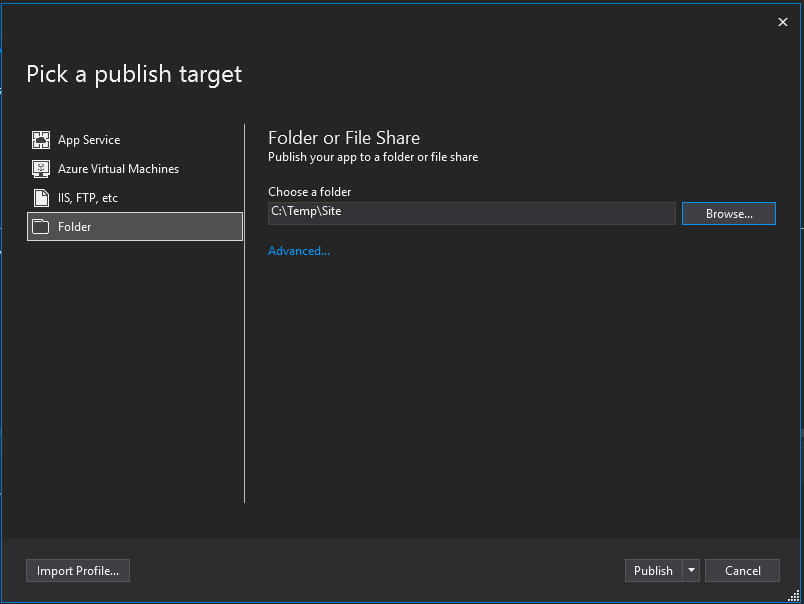 Pick a publish target
App Service
Azure Virtual Machines
IIS, FTP, etc
Folder
Folder or File Share
Publish your app to a folder or file share
Choose a folder
C:\Temp\Site
Browse...
Advanced...
Import Profile...
Publish
Cancel